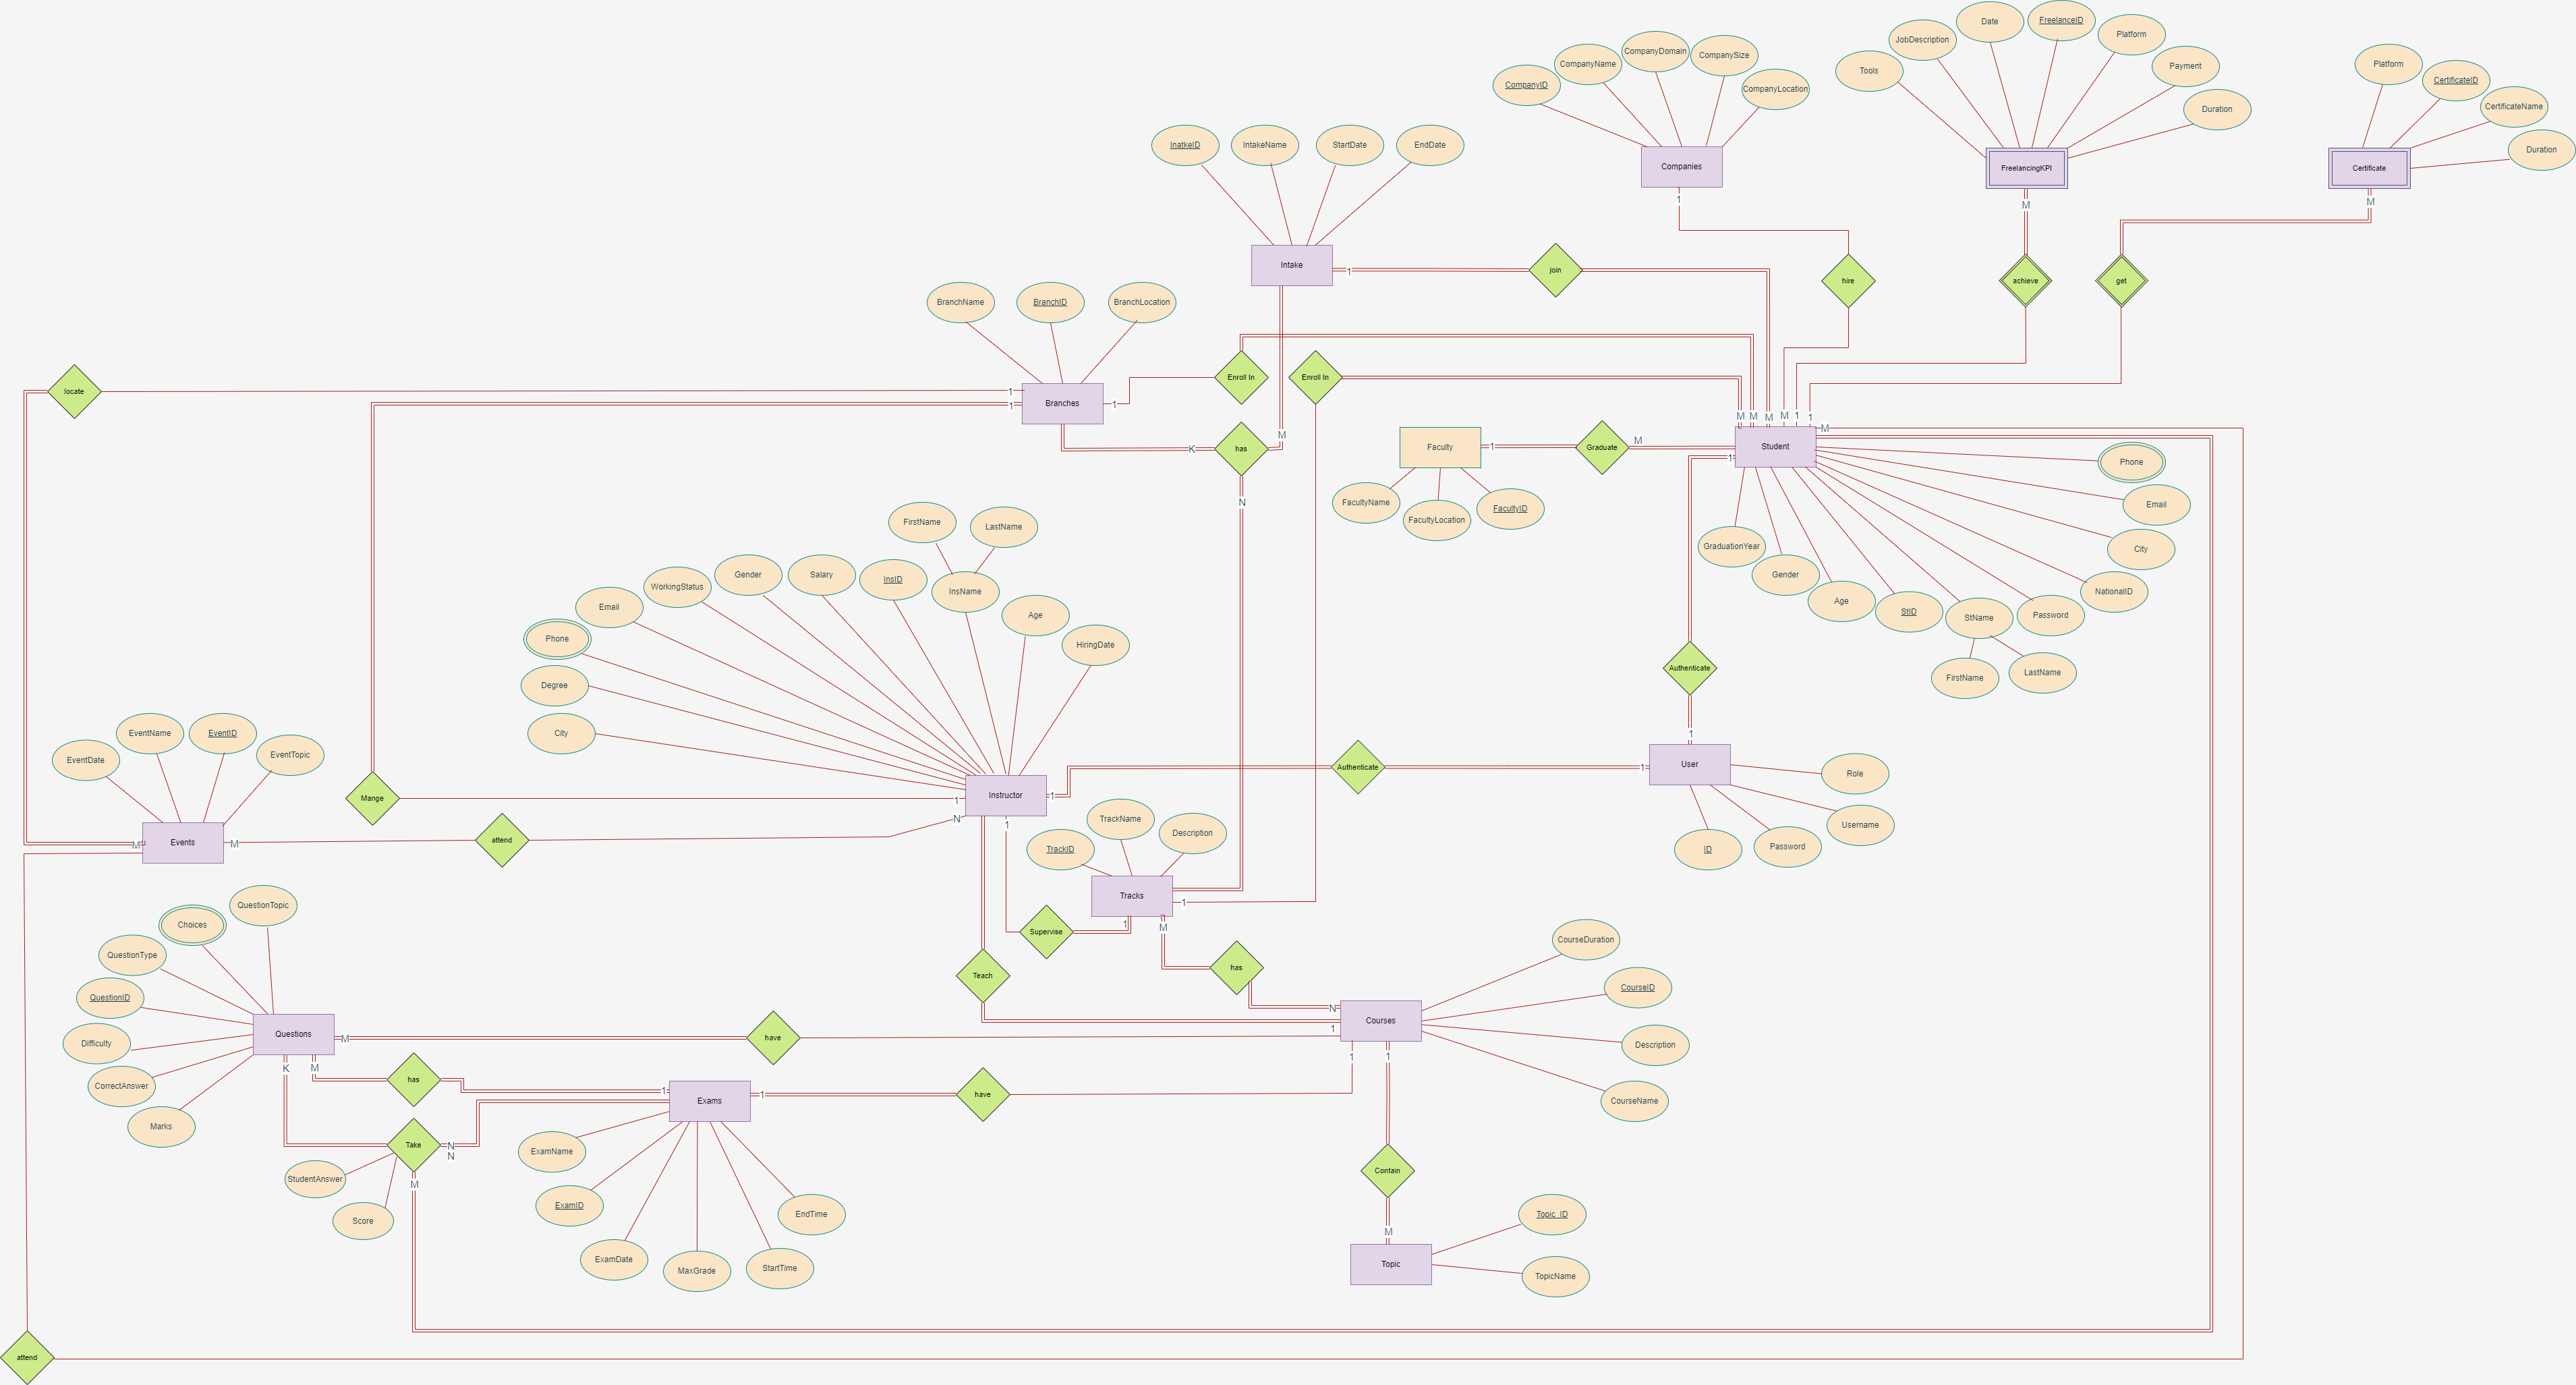 FreelanceID
Date
JobDescription
Platform
Tools
Payment
Duration
CompanyDomain
CompanyName
CompanySize
CompanyID
CompanyLocation
Platform
CertificateID
CertificateName
Duration
Companies
1
FreelancingKPI
M
Certificate
M
InatkeID
IntakeName
StartDate
EndDate
Intake
1
join
hire
achieve
get
BranchName
BranchID
BranchLocation
locate
1
1
Branches
1
Enroll In
Enroll In
M
M
M
M
1
1
M
K
has
M
N
Faculty
1
Graduate
M
Student
1
FacultyName
FacultyLocation
FacultyID
Phone
Email
City
NationalID
Password
StName
StID
Age
Gender
GraduationYear
FirstName
LastName
FirstName
LastName
InsName
InsID
Salary
Gender
WorkingStatus
Email
Phone
Degree
City
Age
HiringDate
Authenticate
1
EventDate
EventName
EventID
EventTopic
Mange
1
Instructor
1
Authenticate
1
User
Role
Username
Password
ID
M
Events
M
attend
N
1
TrackID
TrackName
Description
Tracks
1
Supervise
1
M
Teach
has
N
1
Courses
CourseDuration
CourseID
Description
CourseName
QuestionTopic
Choices
QuestionType
QuestionID
Difficulty
CorrectAnswer
Marks
Questions
M
have
K
M
has
1
Exams
1
have
1
1
Take
N
N
M
StudentAnswer
Score
ExamName
ExamID
ExamDate
MaxGrade
StartTime
EndTime
Contain
M
Topic
Topic_ID
TopicName
attend